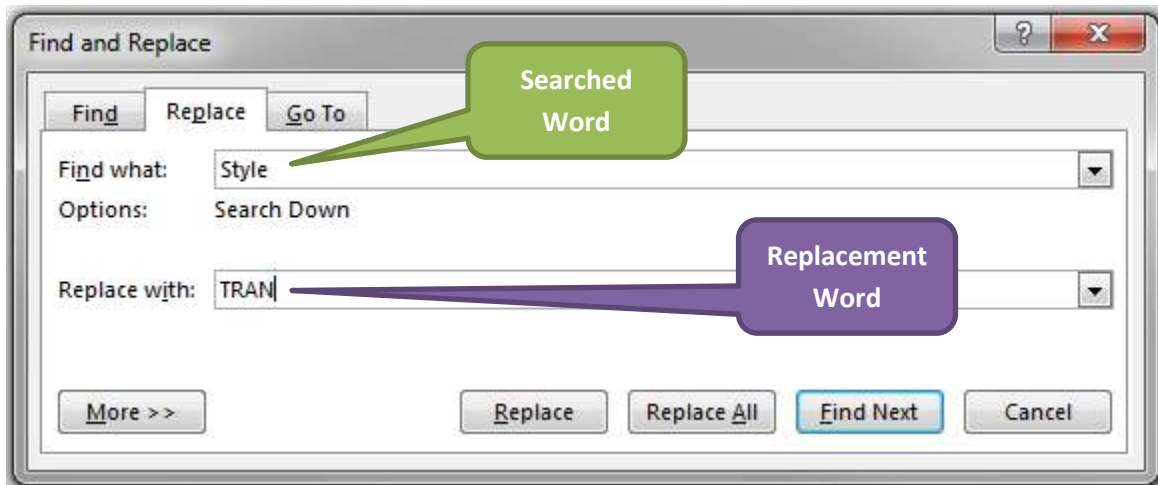 Find and Replace
?
Searched
Word
Find Replace Go To
Find what: Style
Options: Search Down
Replacement
Word
Replace with: TRAN
More >> Replace Replace All Find Next Cancel